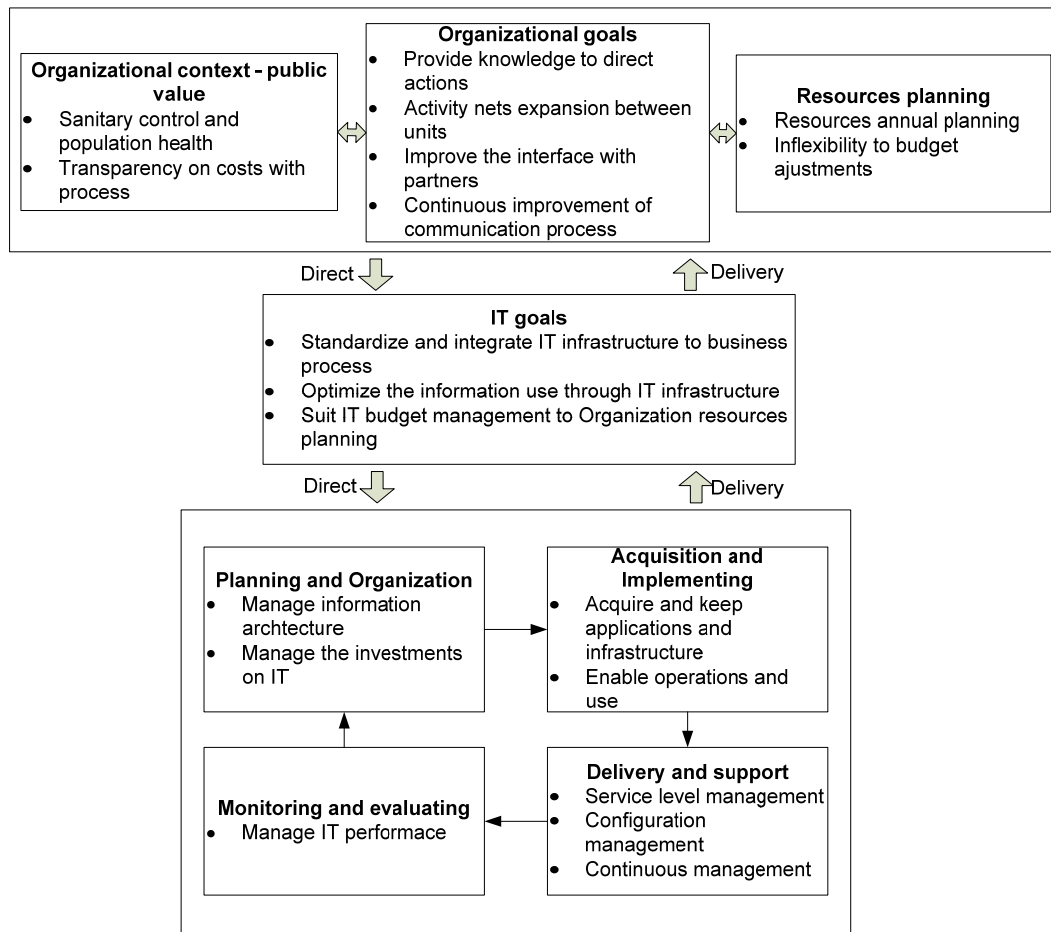 Organizational context - public
value
• Sanitary control and
population health
• Transparency on costs with
process
Organizational goals
• Provide knowledge to direct
actions
• Activity nets expansion between
units
• Improve the interface with
partners
• Continuous improvement of
communication process
Resources planning
• Resources annual planning
• Inflexibility to budget
ajustments
Direct
Delivery
IT goals
• Standardize and integrate IT infrastructure to business
process
• Optimize the information use through IT infrastructure
• Suit IT budget management to Organization resources
planning
Direct
Delivery
Planning and Organization
• Manage information
archtecture
• Manage the investments
on IT
Acquisition and
Implementing
• Acquire and keep
applications and
infrastructure
• Enable operations and
use
Delivery and support
• Service level management
• Configuration
management
• Continuous management
Monitoring and evaluating
• Manage IT performace